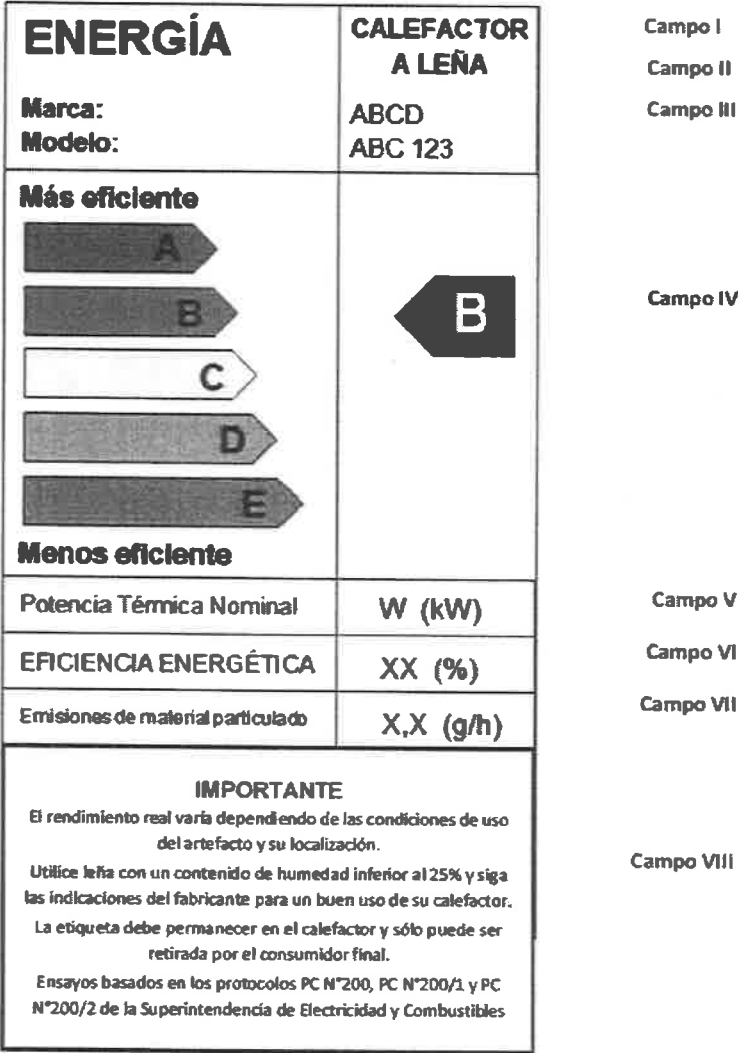 ENERGÍA
CALEFACTOR
A LEÑA
Campo I
Campo II
Marca:
ABCD
Campo III
Modelo:
ABC 123
Más eficiente
A
B
C
D
E
B
Campo IV
Menos eficiente
Potencia Térmica Nominal
W (kW)
Campo V
EFICIENCIA ENERGÉTICA
XX (%)
Campo VI
Emisiones de material particulado
X,X (g/h)
Campo VII
IMPORTANTE
El rendimiento real varía dependiendo de las condiciones de uso
del artefacto y su localización.
Utilice leña con un contenido de humedad inferior al 25% y siga
las indicaciones del fabricante para un buen uso de su calefactor.
La etiqueta debe permanecer en el calefactor y sólo puede ser
retirada por el consumidor final.
Ensayos basados en los protocolos PC N°200, PC N°200/1 y PC
N°200/2 de la Superintendencia de Electricidad y Combustibles
Campo VIII